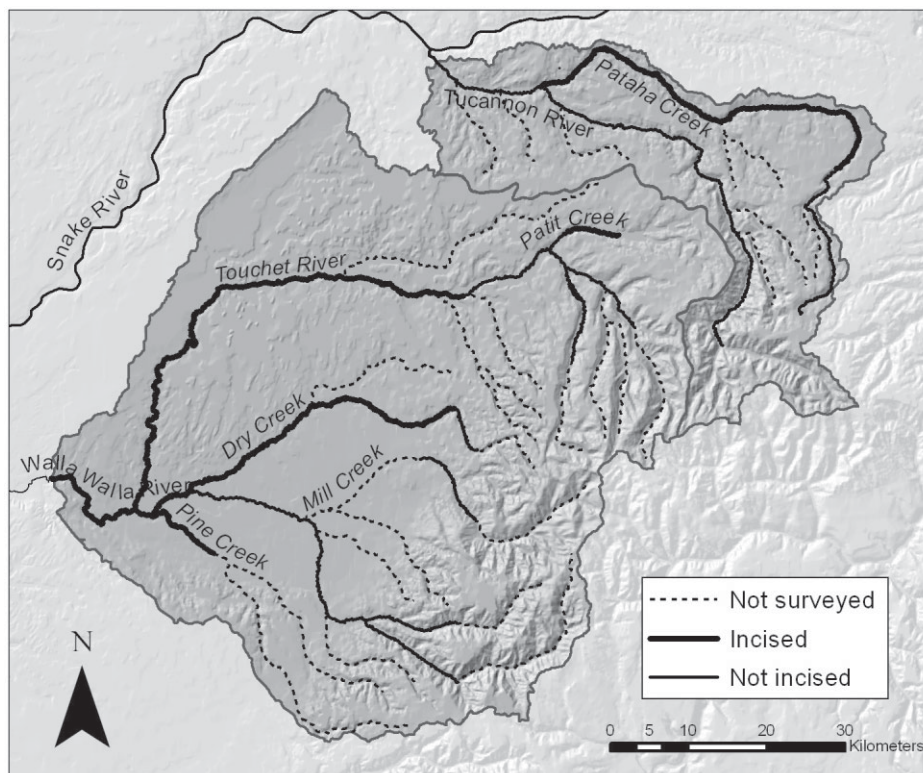 Pataha Creek
Tucannon River
Snake River
Patit Creek
Touchet River
Dry Creek
Walla Walla River
Mill Creek
Pine Creek
N
Not surveyed
Incised
Not incised
0 5 10 20 30
Kilometers